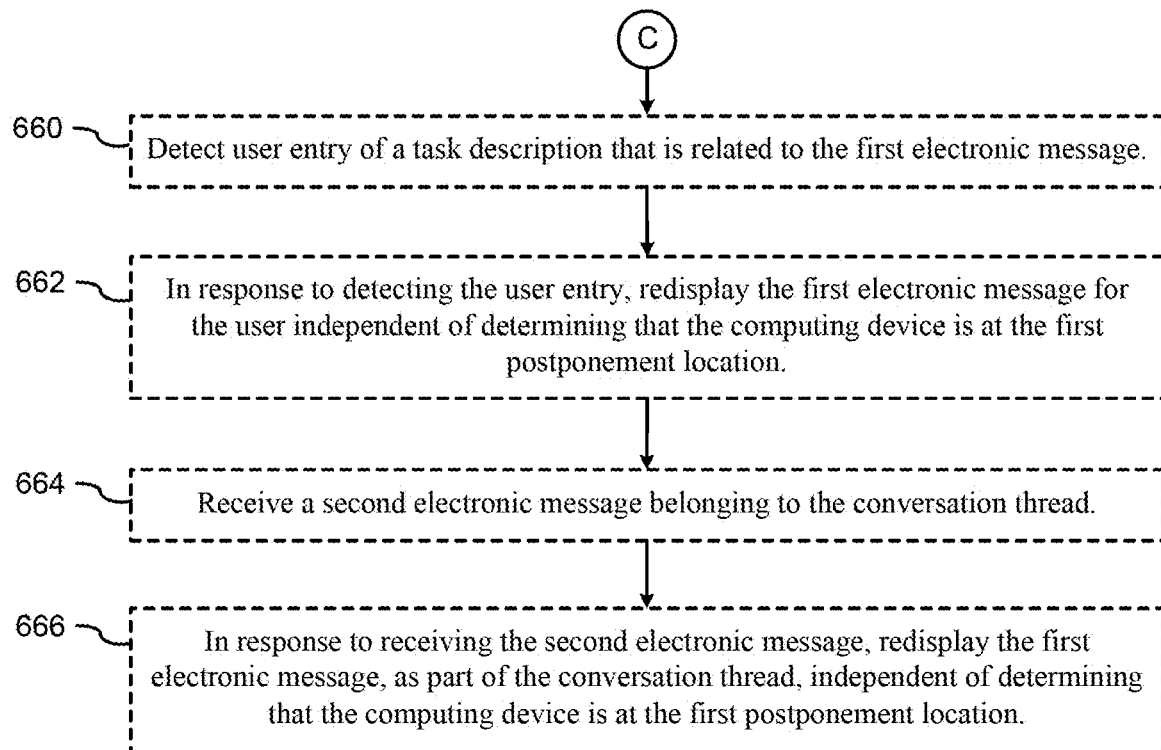 C
660
Detect user entry of a task description that is related to the first electronic message.
662
In response to detecting the user entry, redisplay the first electronic message for
the user independent of determining that the computing device is at the first
postponement location.
664
Receive a second electronic message belonging to the conversation thread.
666
In response to receiving the second electronic message, redisplay the first
electronic message, as part of the conversation thread, independent of determining
that the computing device is at the first postponement location.